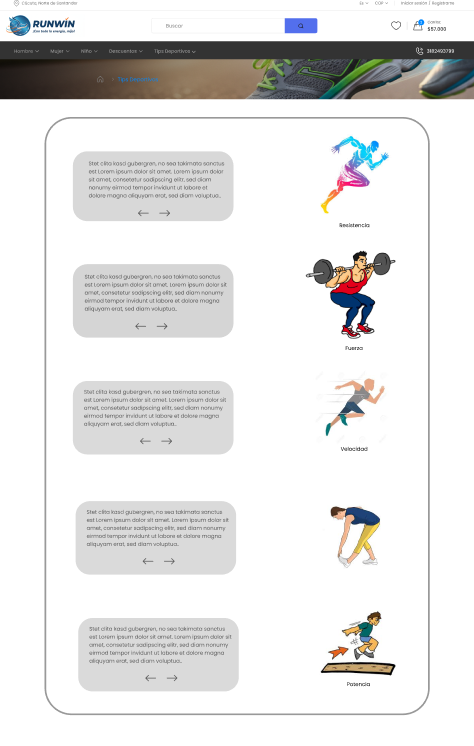 Cúcuta, Norte de Santander
Es
COP
Iniciar sesión | Registrarse
RUNWÍN
¡Con toda la energía, mijo!
Buscar
Carrito
$57.000
Hombre
Mujer
Niño
Descuentos
Tips Deportivos
3182493799
Stet clita kasd gubergren, no sea takimata sanctus
est Lorem ipsum dolor sit amet. Lorem ipsum dolor
sit amet, consetetur sadipscing elitr, sed diam
nonumy eirmod tempor invidunt ut labore et
dolore magna aliquyam erat, sed diam voluptua..
Resistencia
Stet clita kasd gubergren, no sea takimata sanctus
est Lorem ipsum dolor sit amet. Lorem ipsum dolor sit
amet, consetetur sadipscing elitr, sed diam nonumy
eirmod tempor invidunt ut labore et dolore magna
aliquyam erat, sed diam voluptua..
Fuerza
Stet clita kasd gubergren, no sea takimata sanctus
est Lorem ipsum dolor sit amet. Lorem ipsum dolor sit
amet, consetetur sadipscing elitr, sed diam nonumy
eirmod tempor invidunt ut labore et dolore magna
aliquyam erat, sed diam voluptua..
Velocidad
Stet clita kasd gubergren, no sea takimata sanctus
est Lorem ipsum dolor sit amet. Lorem ipsum dolor sit
amet, consetetur sadipscing elitr, sed diam nonumy
eirmod tempor invidunt ut labore et dolore magna
aliquyam erat, sed diam voluptua..
Stet clita kasd gubergren, no sea takimata sanctus
est Lorem ipsum dolor sit amet. Lorem ipsum dolor sit
amet, consetetur sadipscing elitr, sed diam nonumy
eirmod tempor invidunt ut labore et dolore magna
aliquyam erat, sed diam voluptua..
Potencia